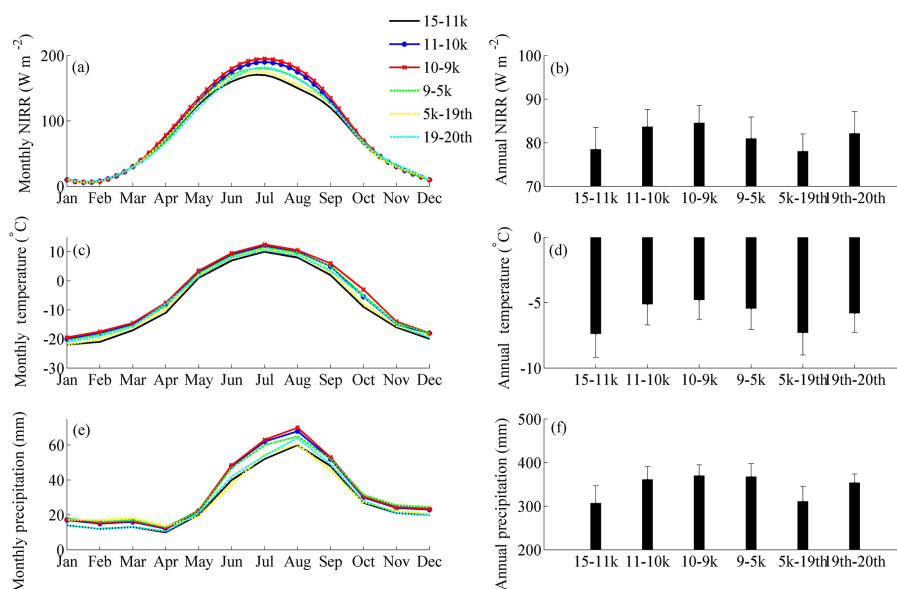 15-11k
11-10k
10-9k
9-5k
5k-19th
19-20th
(a)
Monthly NIRR (W m-2)
200
100
0
Jan Feb Mar Apr May Jun Jul Aug Sep Oct Nov Dec
(b)
Annual NIRR (W m-2)
100
90
80
70
15-11k 11-10k 10-9k 9-5k 5k-19th 19th-20th
(c)
Monthly temperature (°C)
10
0
-10
-20
-30
Jan Feb Mar Apr May Jun Jul Aug Sep Oct Nov Dec
(d)
Annual temperature (°C)
0
-5
-10
15-11k 11-10k 10-9k 9-5k 5k-19th 19th-20th
(e)
Monthly precipitation (mm)
60
40
20
0
Jan Feb Mar Apr May Jun Jul Aug Sep Oct Nov Dec
(f)
Annual precipitation (mm)
500
400
300
200
15-11k 11-10k 10-9k 9-5k 5k-19th 19th-20th